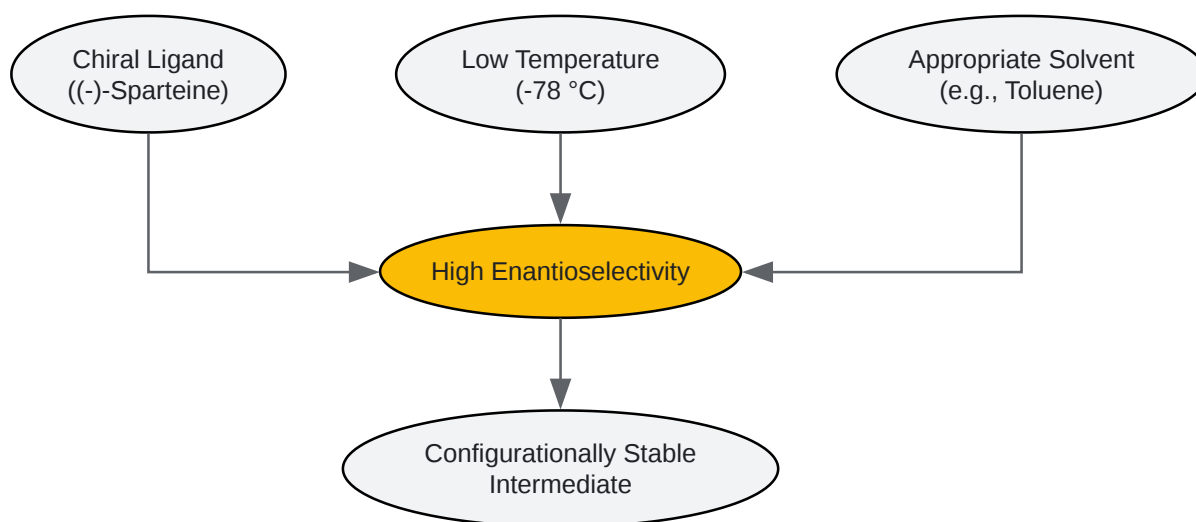 Chiral Ligand
((-)-Sparteine)
Low Temperature
(-78 °C)
Appropriate Solvent
(e.g., Toluene)
High Enantioselectivity
Configurationally Stable
Intermediate